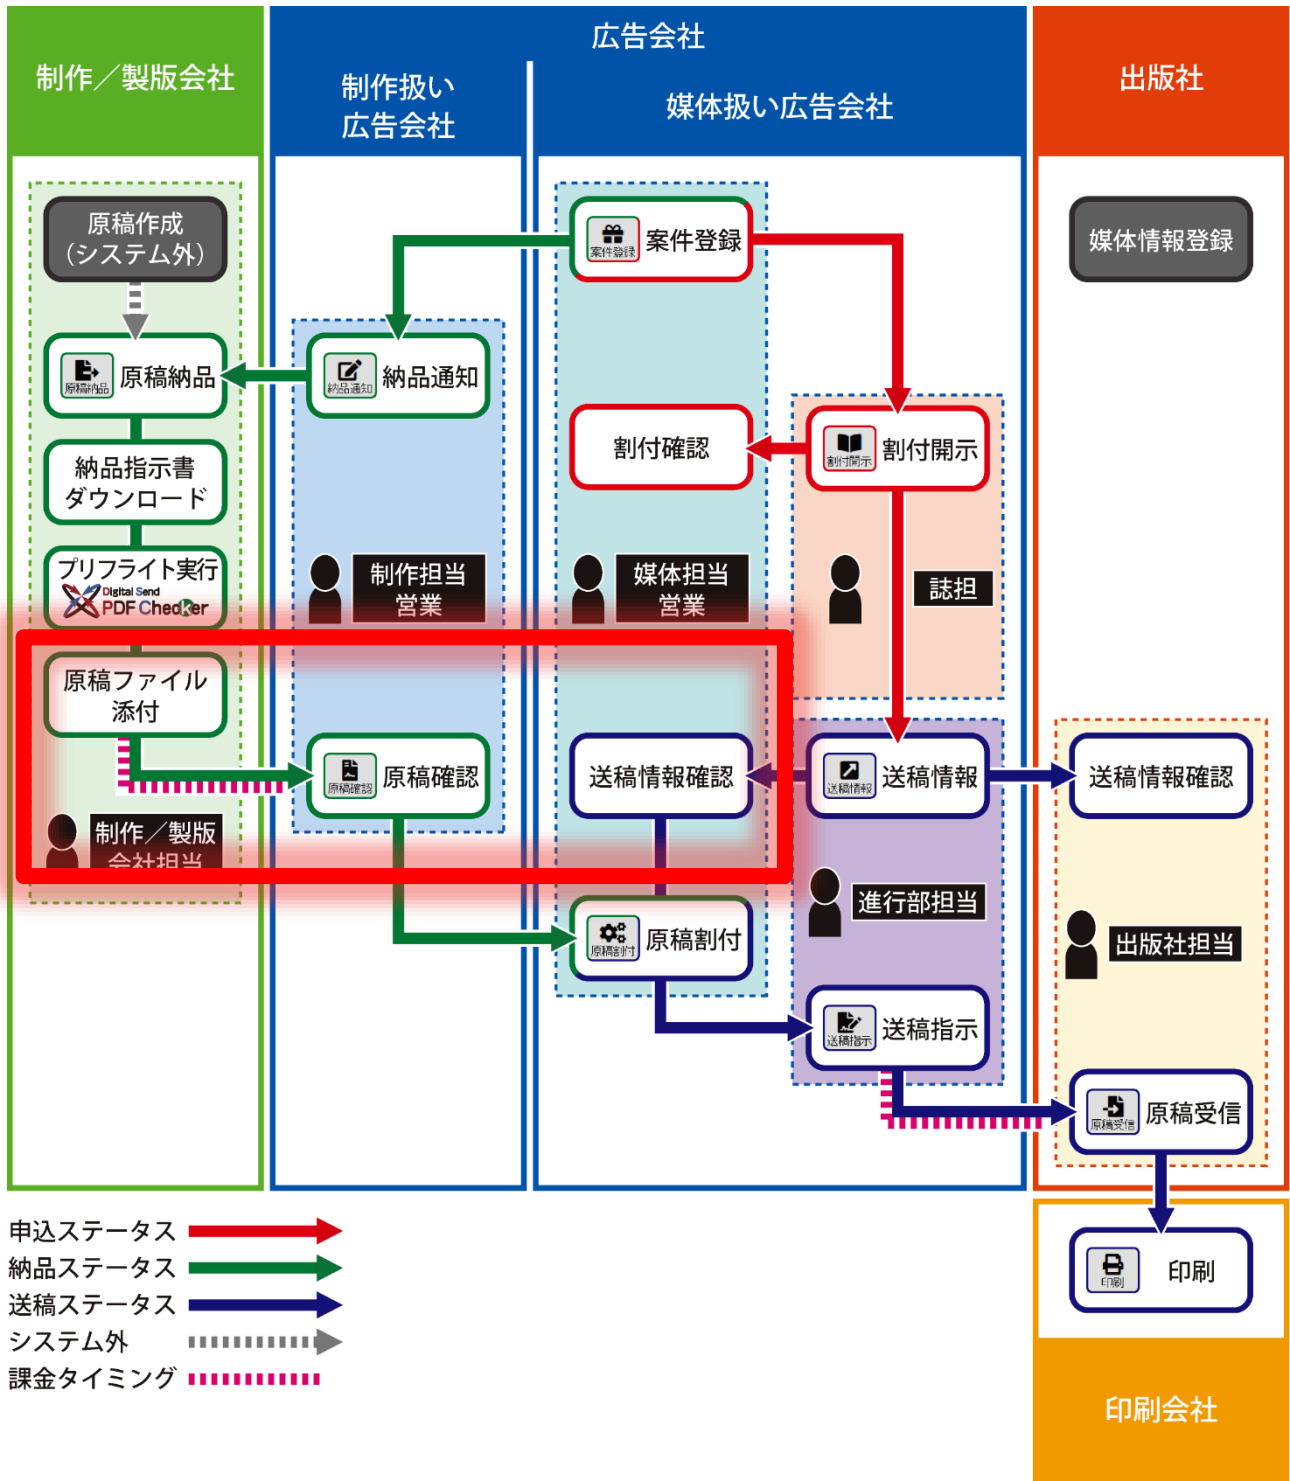 制作／製版会社
広告会社
制作扱い
広告会社
媒体扱い広告会社
出版社
原稿作成
（システム外）
案件登録
案件登録
媒体情報登録
原稿納品
原稿納品
納品通知
納品通知
割付確認
割付開示
割付開示
納品指示書
ダウンロード
プリフライト実行
Digital Send
PDF Checker
制作担当
営業
媒体担当
営業
誌担
原稿ファイル
添付
原稿確認
原稿確認
送稿情報確認
送稿情報
送稿情報
送稿情報確認
制作／製版
会社担当
進行部担当
原稿割付
原稿割付
出版社担当
送稿指示
送稿指示
原稿受信
原稿受信
申込ステータス
納品ステータス
送稿ステータス
システム外
課金タイミング
印刷
印刷
印刷会社